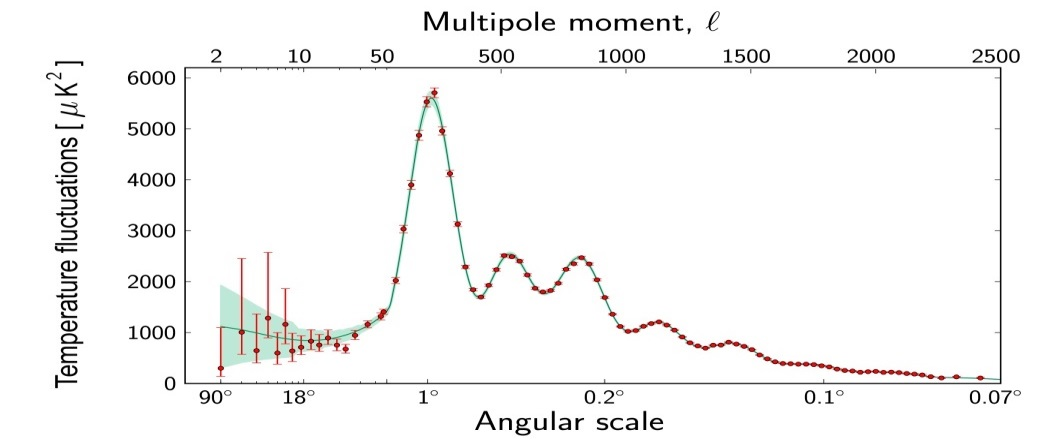 Multipole moment, ℓ
2 10 50 500 1000 1500 2000 2500
Temperature fluctuations [ μK² ]
6000
5000
4000
3000
2000
1000
0
90° 18° 1° 0.2° 0.1° 0.07°
Angular scale